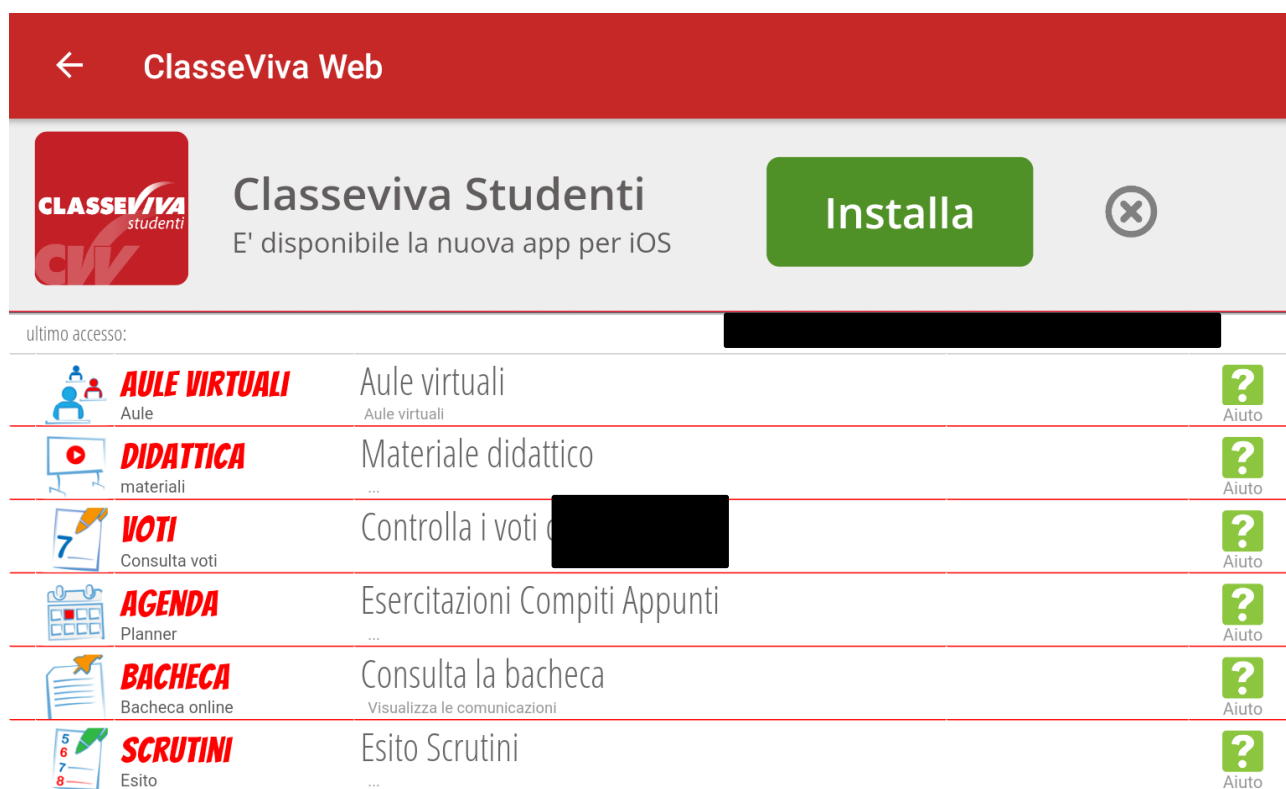 ClasseViva Web
CLASSEVIVA
studenti
CVV
Classeviva Studenti
E' disponibile la nuova app per iOS
Installa
ultimo accesso:
AULE VIRTUALI
Aule
Aule virtuali
Aule virtuali
Aiuto
DIDATTICA
materiali
Materiale didattico
...
Aiuto
7
VOTI
Consulta voti
Controlla i voti
Aiuto
AGENDA
Planner
Esercitazioni Compiti Appunti
...
Aiuto
BACHECA
Bacheca online
Consulta la bacheca
Visualizza le comunicazioni
Aiuto
5
6
7
8
SCRUTINI
Esito
Esito Scrutini
...
Aiuto